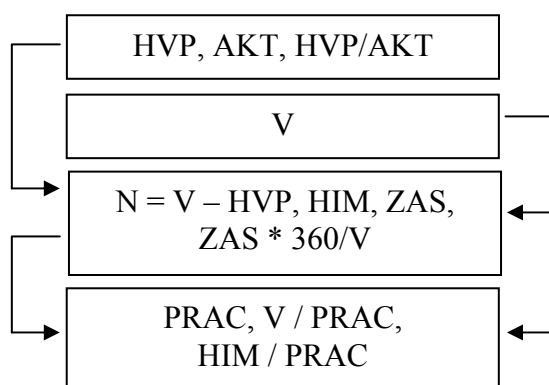 HVP, AKT, HVP/AKT
V
N = V – HVP, HIM, ZAS,
ZAS * 360/V
PRAC, V / PRAC,
HIM / PRAC